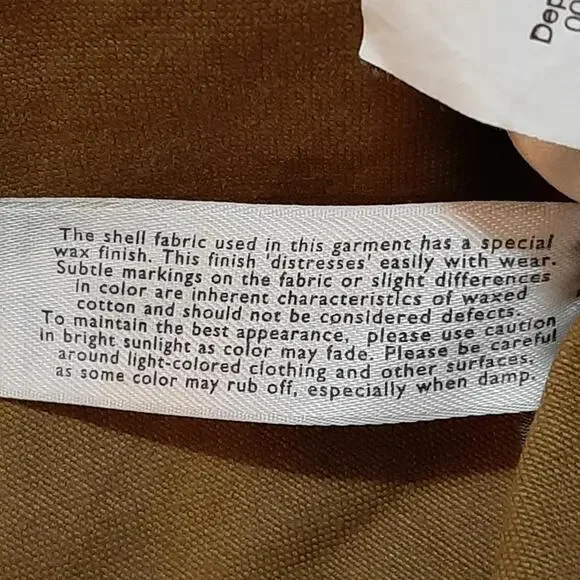 Dep
00
The shell fabric used in this garment has a special
wax finish. This finish 'distresses' easily with wear.
Subtle markings on the fabric or slight differences
in color are inherent characteristics of waxed
cotton and should not be considered defects.
To maintain the best appearance, please use caution
in bright sunlight as color may fade. Please be careful
around light-colored clothing and other surfaces,
as some color may rub off, especially when damp.